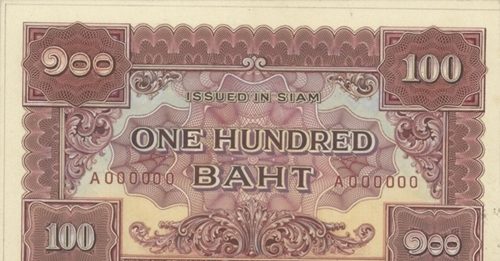 ๑๐๐ 100
ISSUED IN SIAM
ONE HUNDRED
A000000 BAHT A000000
100 ๑๐๐